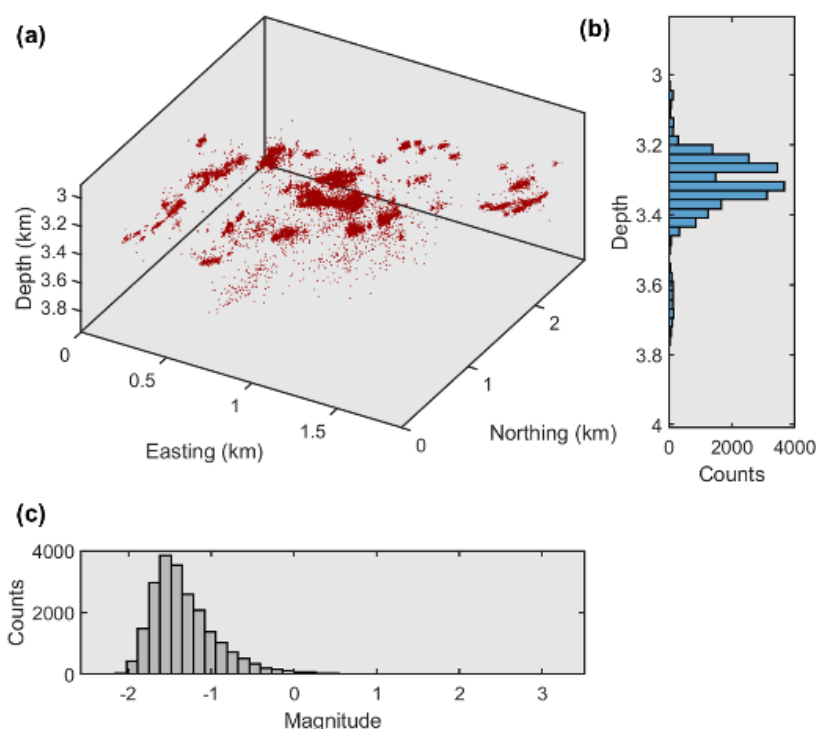 (a)
3
3.2
3.4
3.6
3.8
Depth (km)
0
0.5
1
1.5
Easting (km)
0
1
2
Northing (km)
(b)
3
3.2
3.4
3.6
3.8
4
Depth
0 2000 4000
Counts
(c)
4000
2000
0
Counts
-2 -1 0 1 2 3
Magnitude